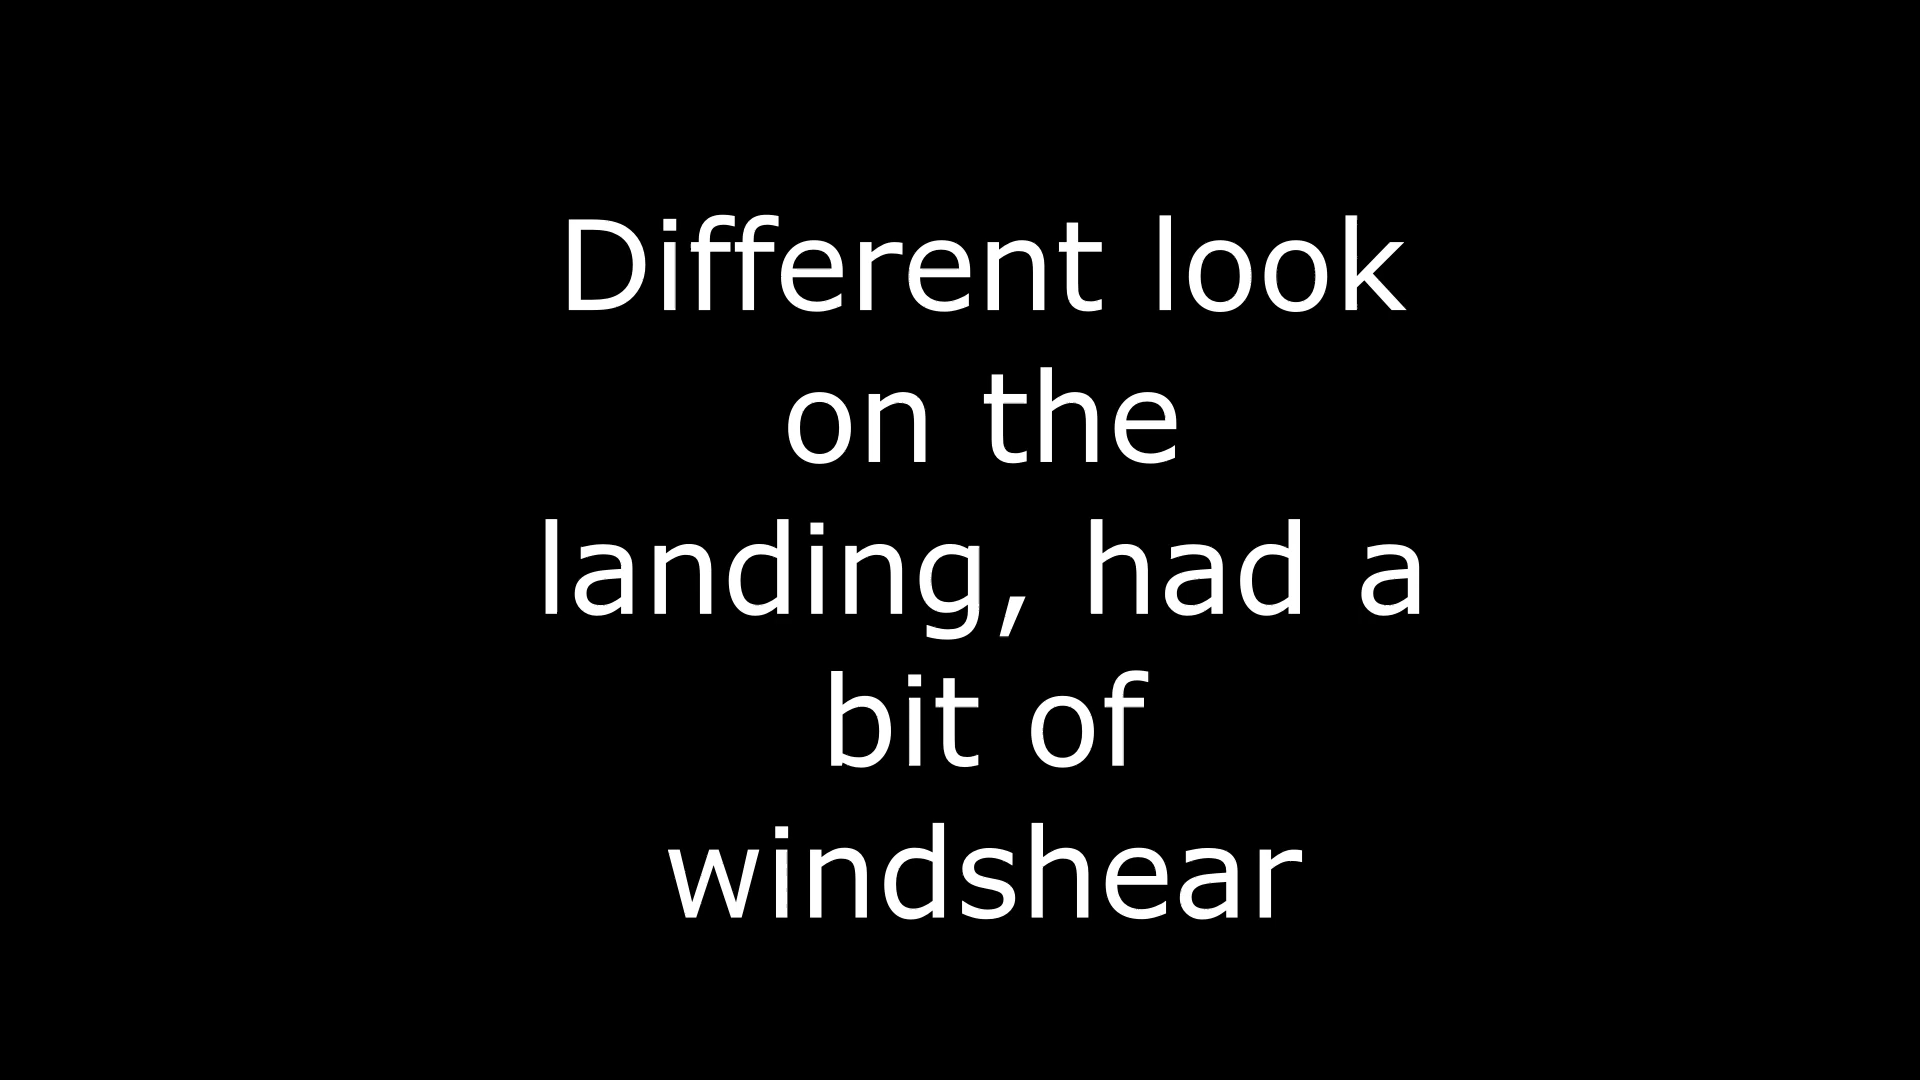 Different look
on the
landing, had a
bit of
windshear